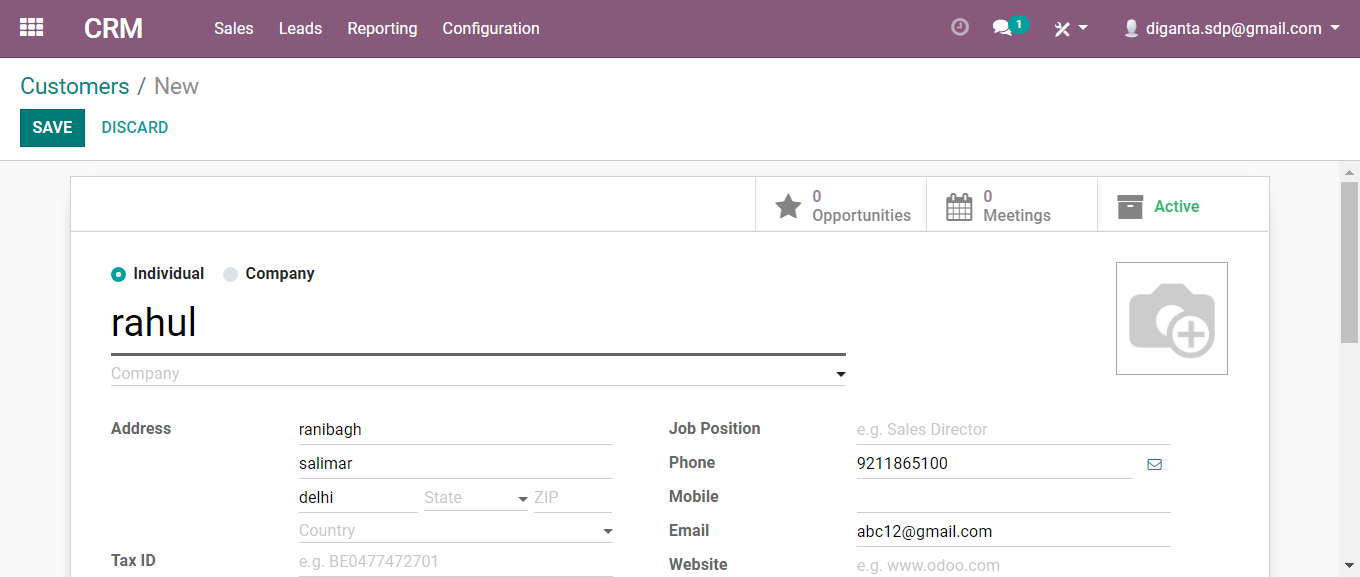 CRM Sales Leads Reporting Configuration 1 diganta.sdp@gmail.com
Customers / New
SAVE DISCARD
0 Opportunities 0 Meetings Active
Individual Company
rahul
Company
Address ranibagh Job Position e.g. Sales Director
salimar Phone 9211865100
delhi State ZIP Mobile
Country Email abc12@gmail.com
Tax ID e.g. BE0477472701 Website e.g. www.odoo.com